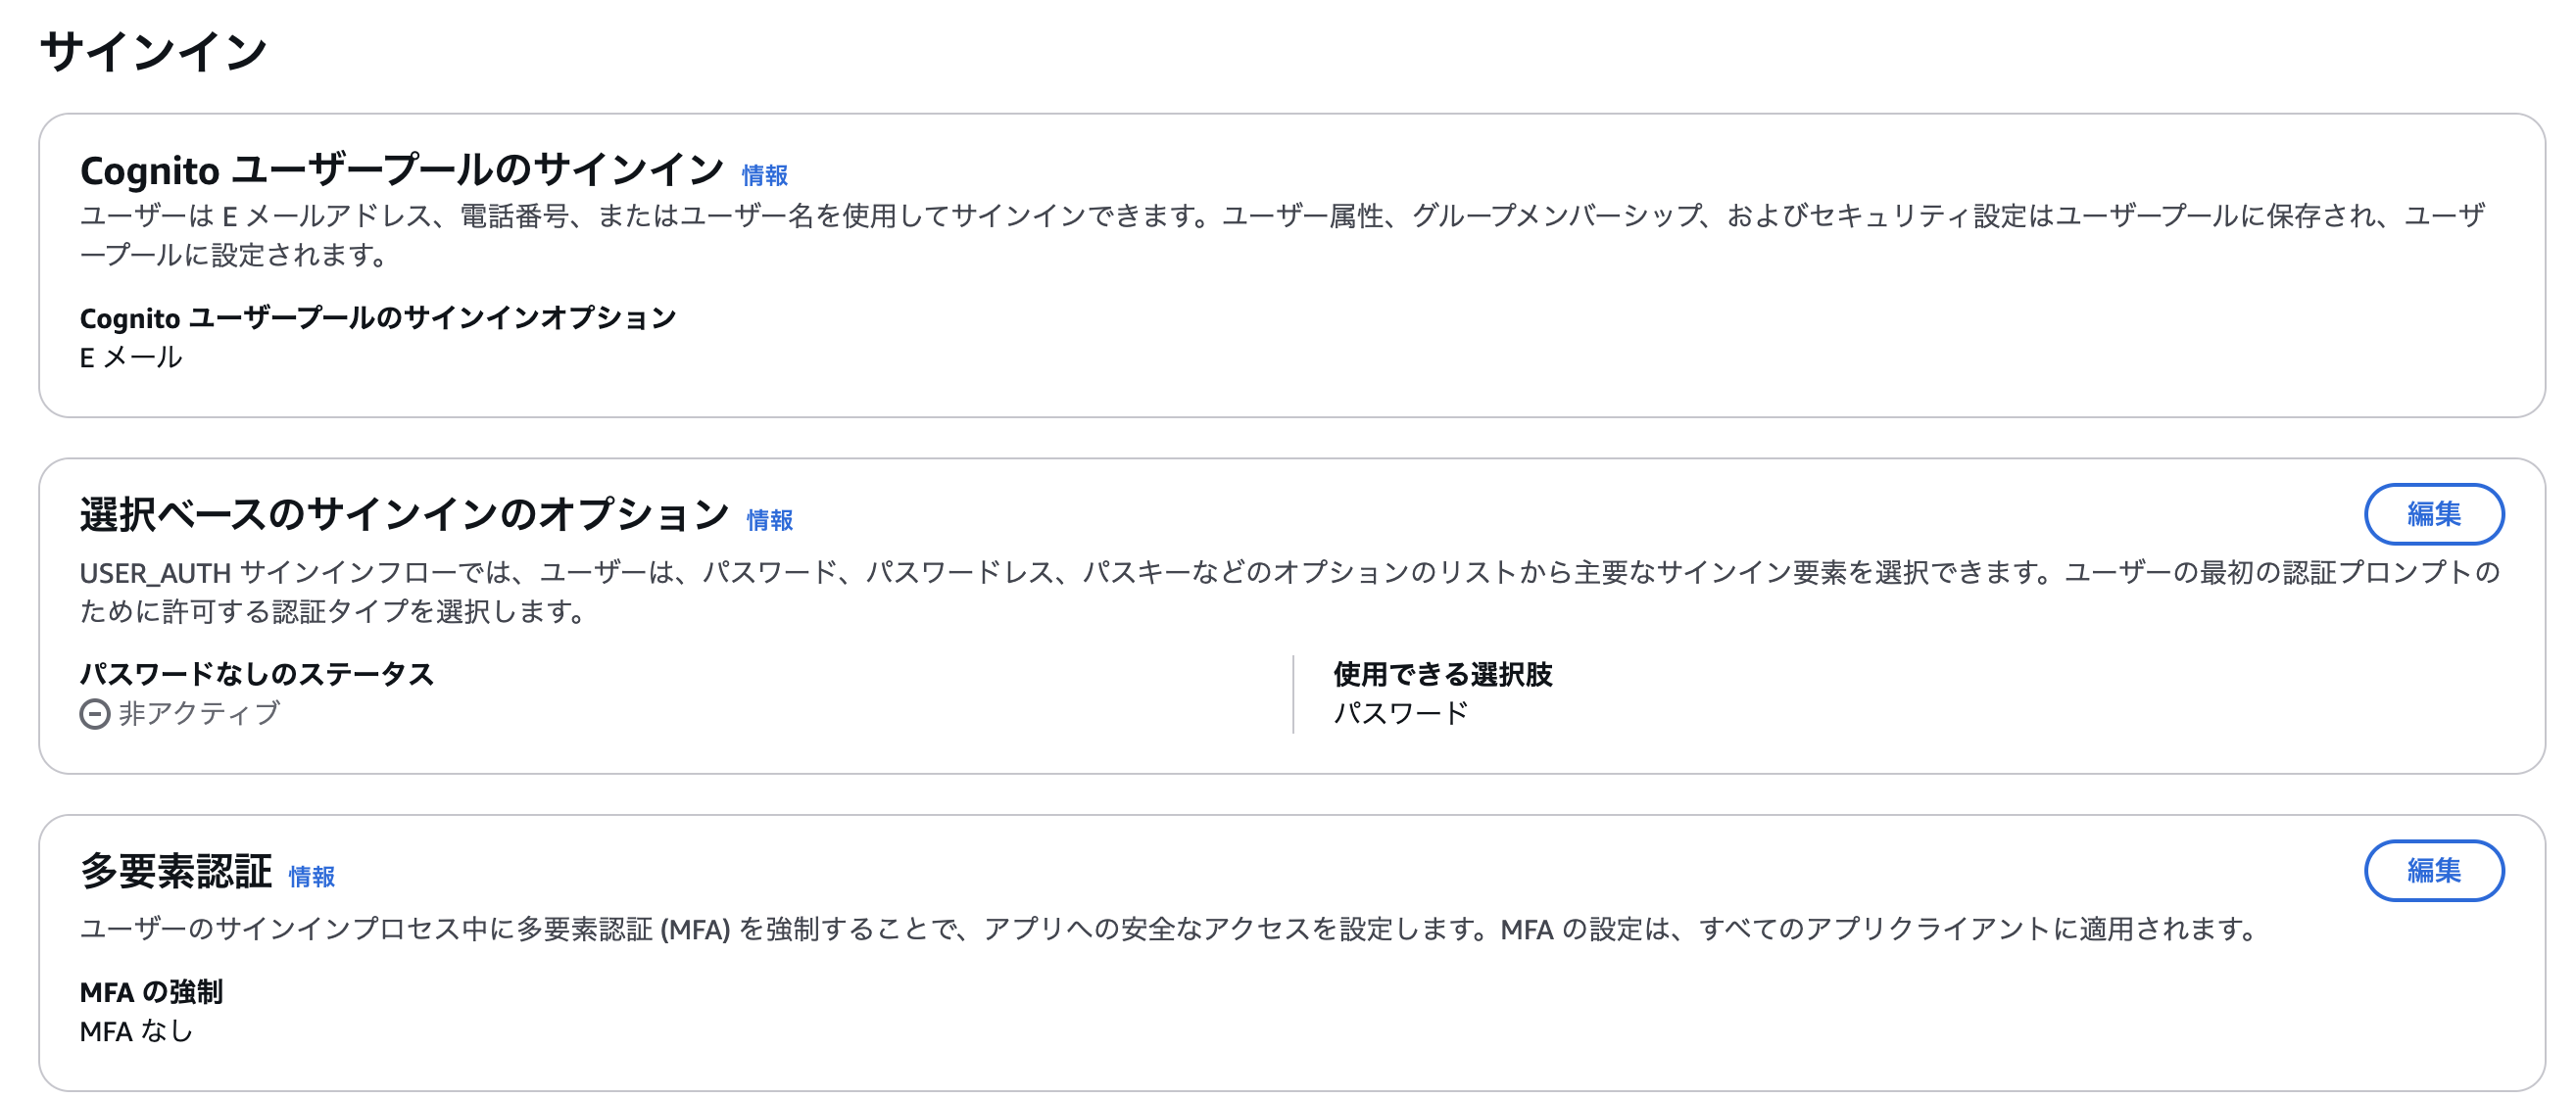 サインイン
Cognito ユーザープールのサインイン 情報
ユーザーは E メールアドレス、電話番号、またはユーザー名を使用してサインインできます。ユーザー属性、グループメンバーシップ、およびセキュリティ設定はユーザープールに保存され、ユーザ
ープールに設定されます。
Cognito ユーザープールのサインインオプション
E メール
選択ベースのサインインのオプション 情報
編集
USER_AUTH サインインフローでは、ユーザーは、パスワード、パスワードレス、パスキーなどのオプションのリストから主要なサインイン要素を選択できます。ユーザーの最初の認証プロンプトの
ために許可する認証タイプを選択します。
パスワードなしのステータス
非アクティブ
使用できる選択肢
パスワード
多要素認証 情報
編集
ユーザーのサインインプロセス中に多要素認証 (MFA) を強制することで、アプリへの安全なアクセスを設定します。MFA の設定は、すべてのアプリクライアントに適用されます。
MFA の強制
MFA なし